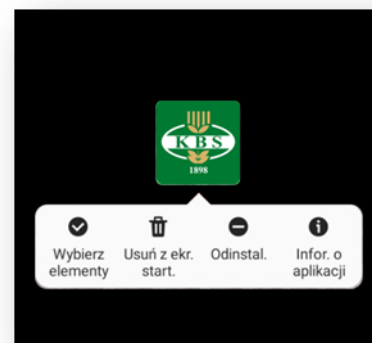 KBS
1898
Wybierz
elementy
Usuń z ekr.
start.
Odinstal.
Infor. o
aplikacji